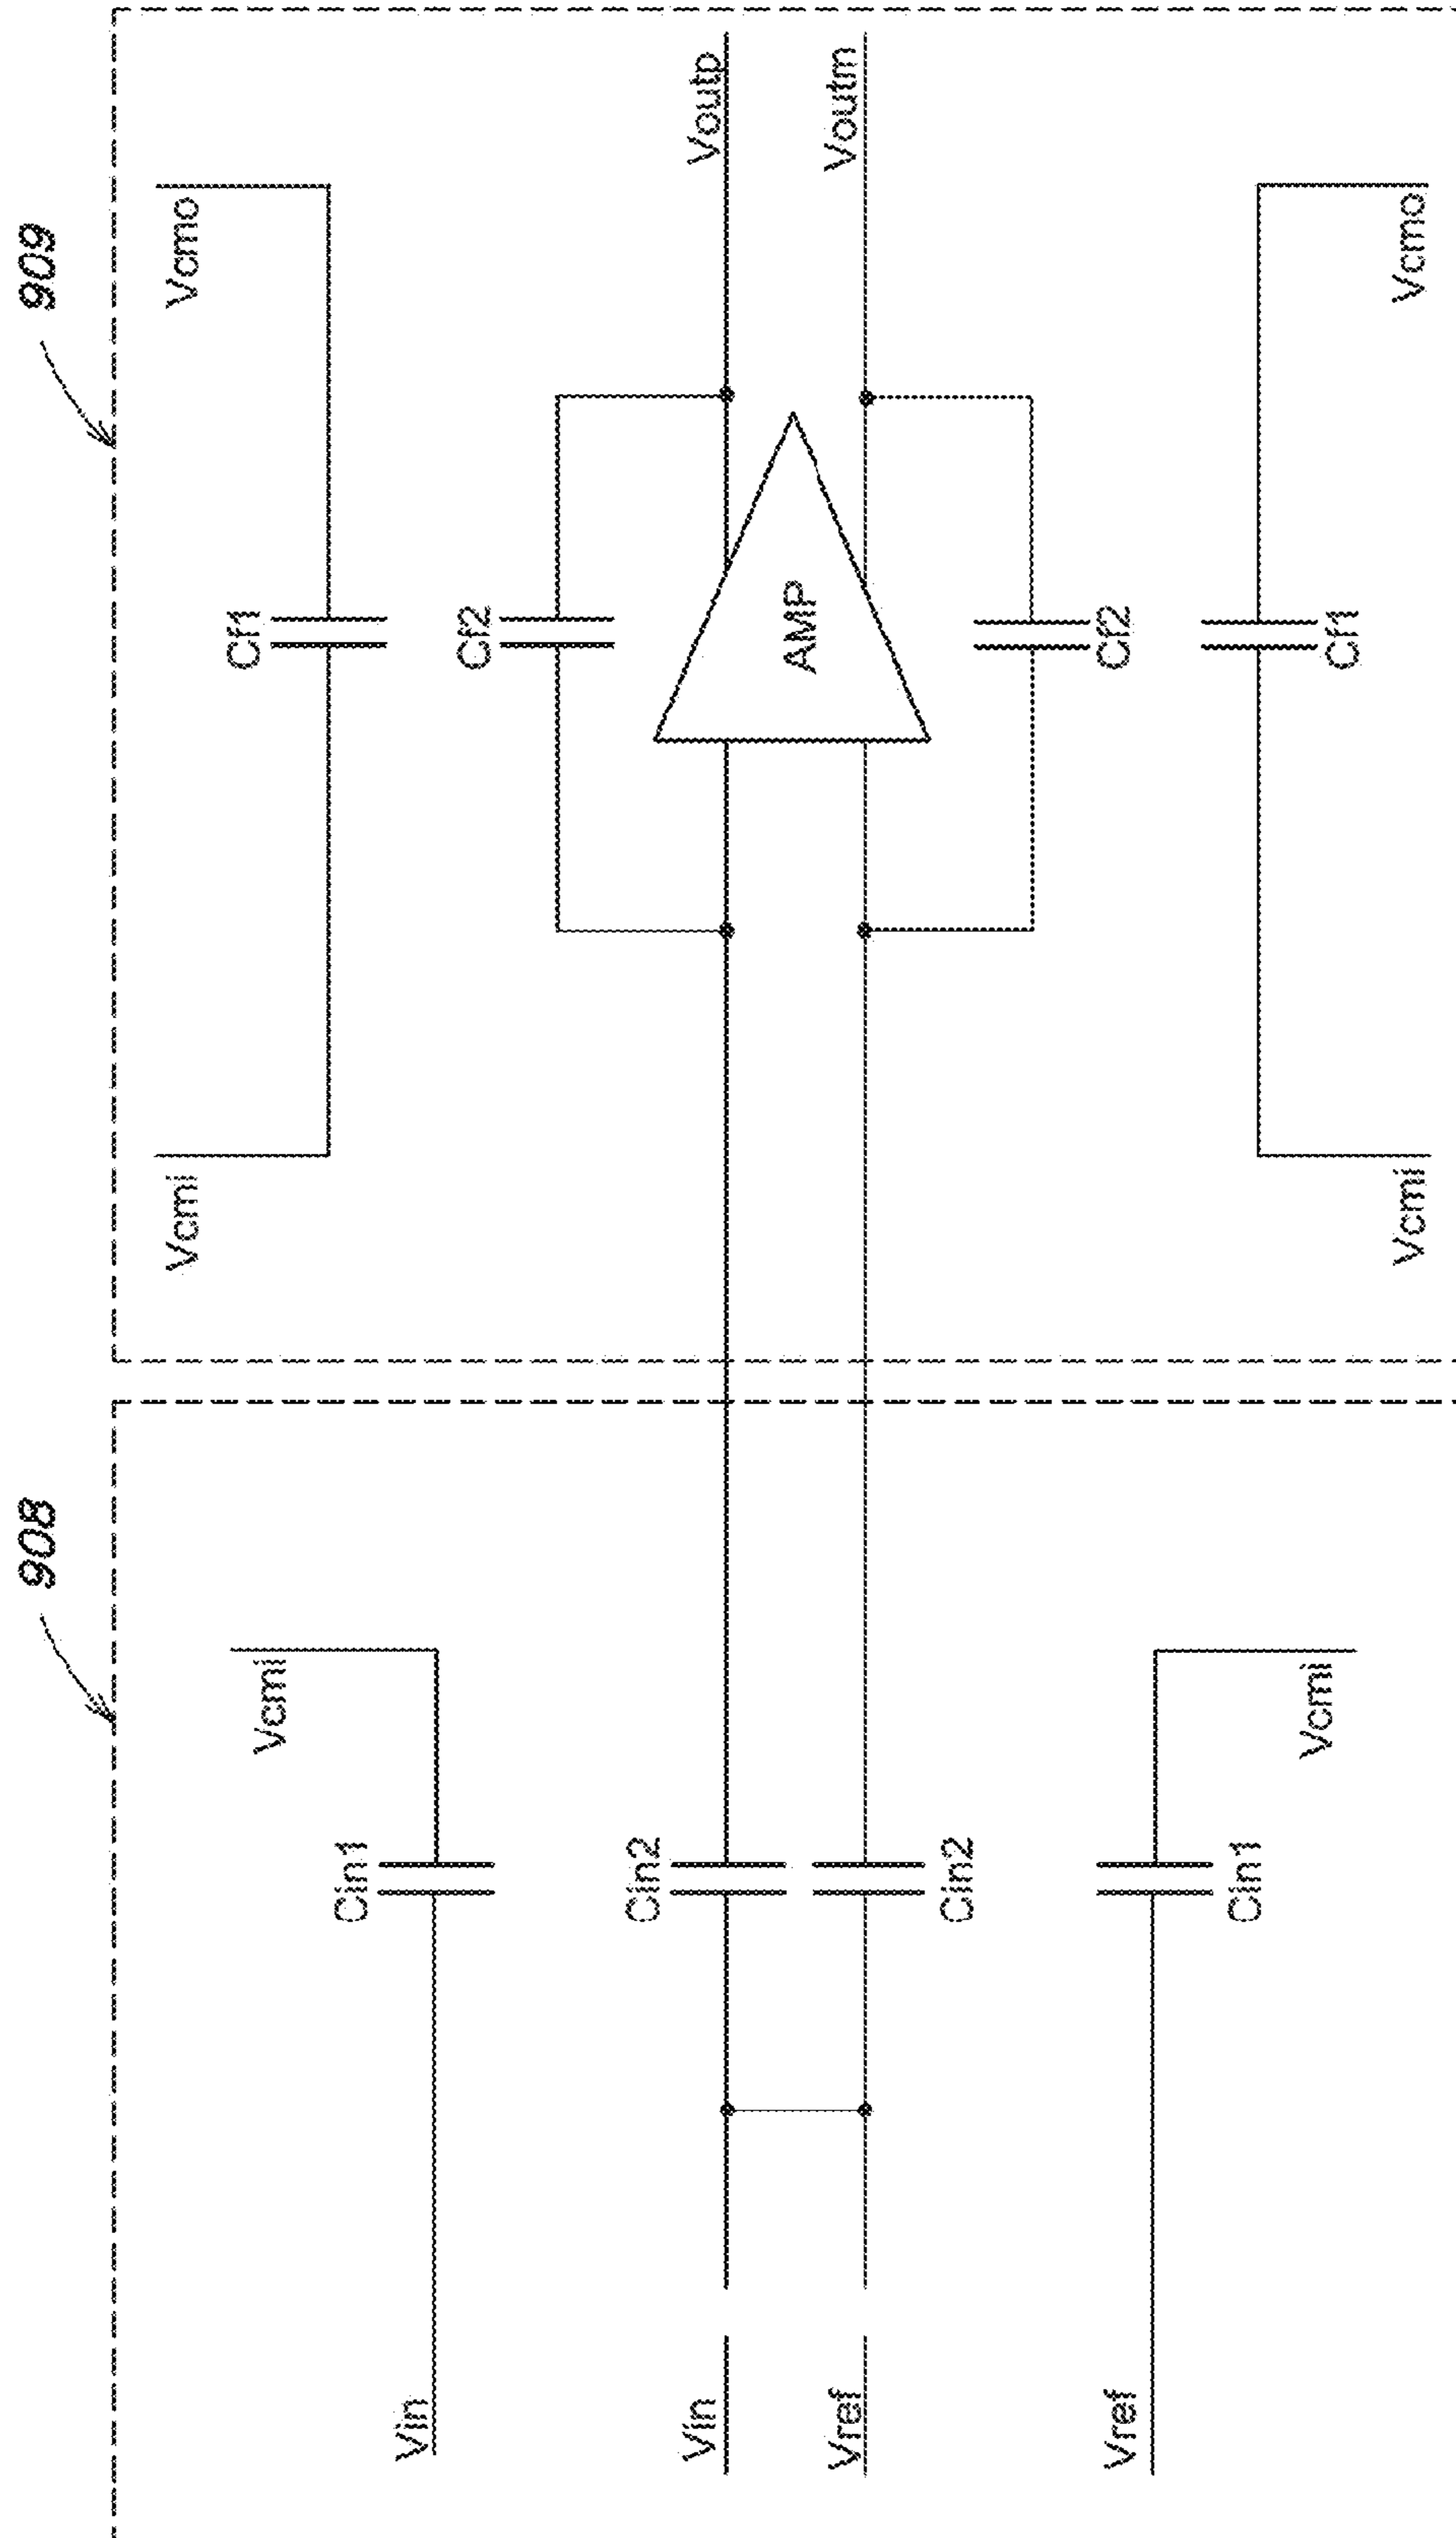 908
909
Vin
Cin1
Vcmi
Vcmi
Cf1
Vcmo
Cf2
Vin
Cin2
Voutp
AMP
Vref
Cin2
Voutm
Cf2
Vref
Cin1
Vcmi
Vcmi
Cf1
Vcmo